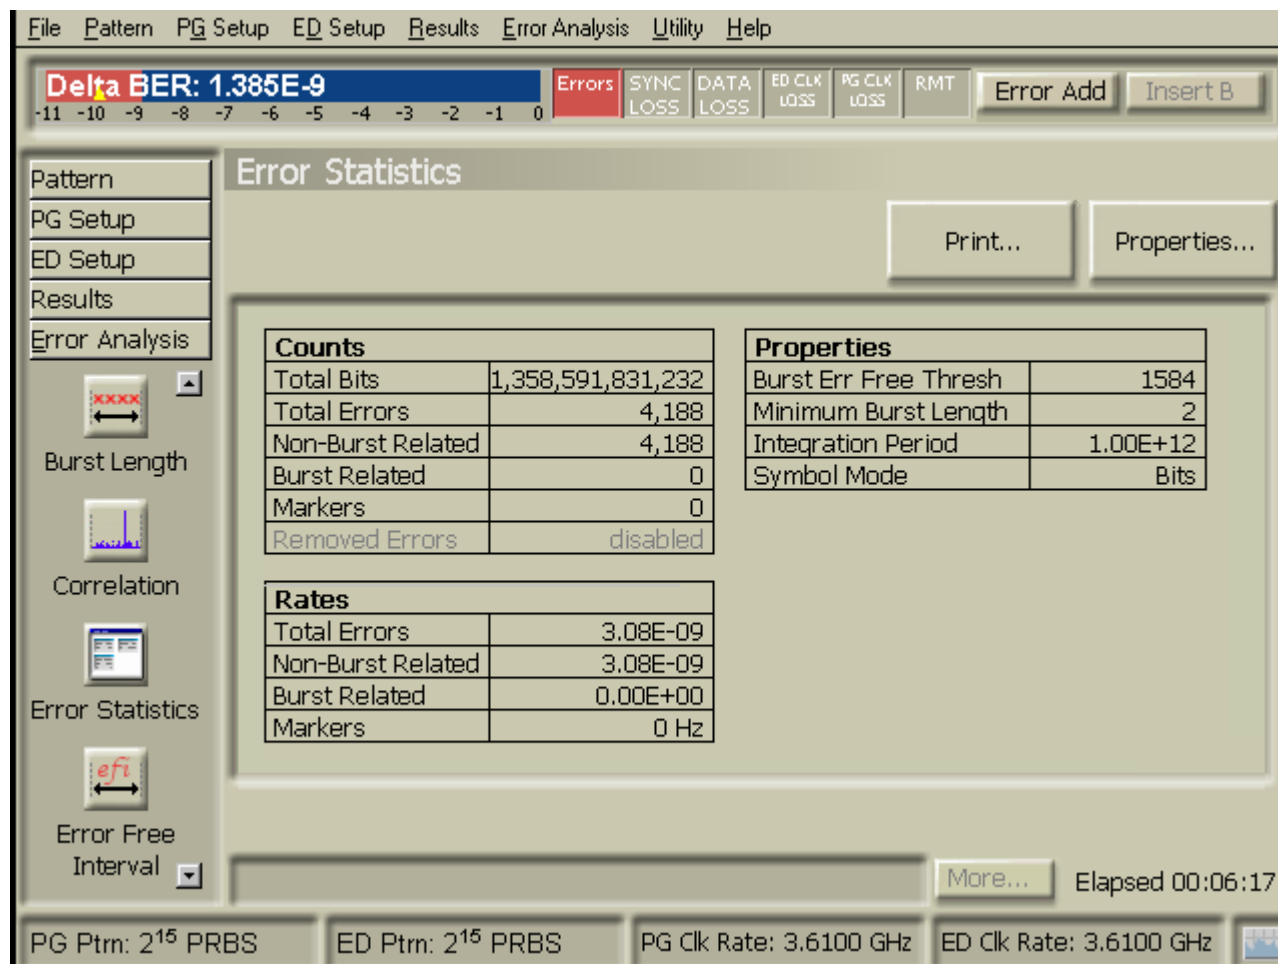 File Pattern PG Setup ED Setup Results Error Analysis Utility Help
Delta BER: 1.385E-9
-11 -10 -9 -8 -7 -6 -5 -4 -3 -2 -1 0
Errors
SYNC LOSS
DATA LOSS
ED CLK LOSS
PG CLK LOSS
RMT
Error Add
Insert B
Pattern
PG Setup
ED Setup
Results
Error Analysis
xxxx
Burst Length
Correlation
Error Statistics
efi
Error Free
Interval
Error Statistics
Print...
Properties...
Counts
Total Bits 1,358,591,831,232
Total Errors 4,188
Non-Burst Related 4,188
Burst Related 0
Markers 0
Removed Errors disabled
Rates
Total Errors 3.08E-09
Non-Burst Related 3.08E-09
Burst Related 0.00E+00
Markers 0 Hz
Properties
Burst Err Free Thresh 1584
Minimum Burst Length 2
Integration Period 1.00E+12
Symbol Mode Bits
More...
Elapsed 00:06:17
PG Ptrn: 2¹⁵ PRBS
ED Ptrn: 2¹⁵ PRBS
PG Clk Rate: 3.6100 GHz
ED Clk Rate: 3.6100 GHz